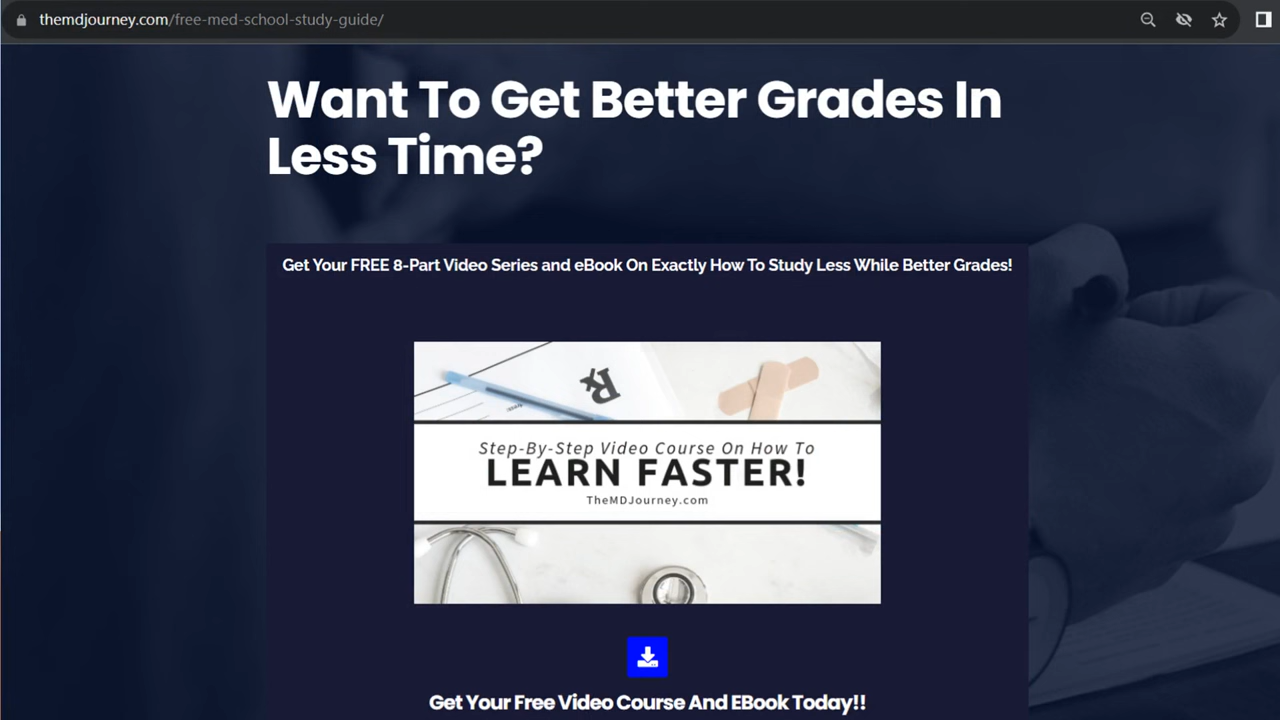 themdjourney.com/free-med-school-study-guide/
Want To Get Better Grades In
Less Time?
Get Your FREE 8-Part Video Series and eBook On Exactly How To Study Less While Better Grades!
Rx
Step-By-Step Video Course On How To
LEARN FASTER!
TheMDJourney.com
Get Your Free Video Course And EBook Today!!